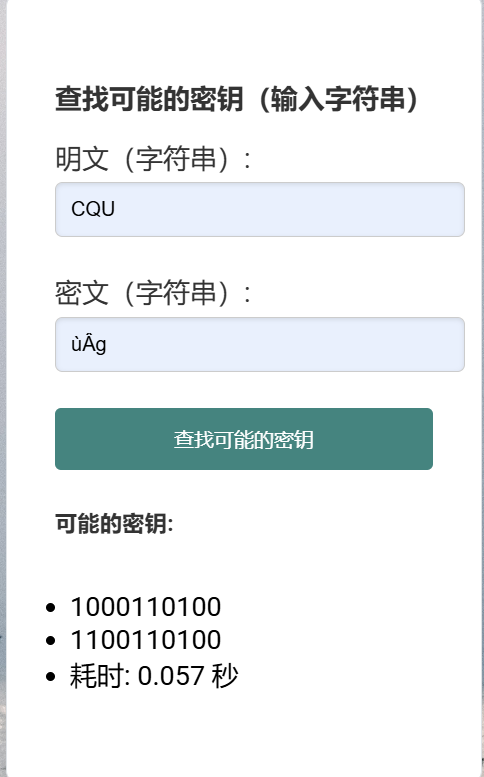 查找可能的密钥（输入字符串）
明文（字符串）:
CQU
密文（字符串）:
ùÂg
查找可能的密钥
可能的密钥:
1000110100
1100110100
耗时: 0.057 秒